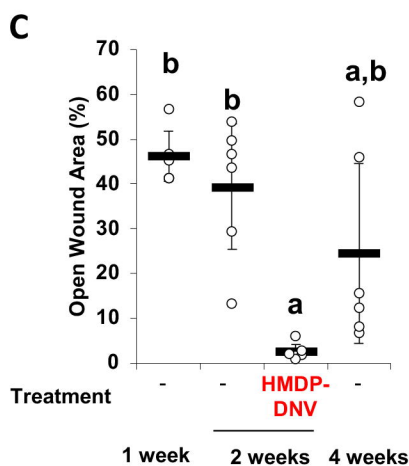 C
70
60
50
40
30
20
10
0
Open Wound Area (%)
b
b
a
a,b
Treatment - - HMDP- -
DNV
1 week 2 weeks 4 weeks